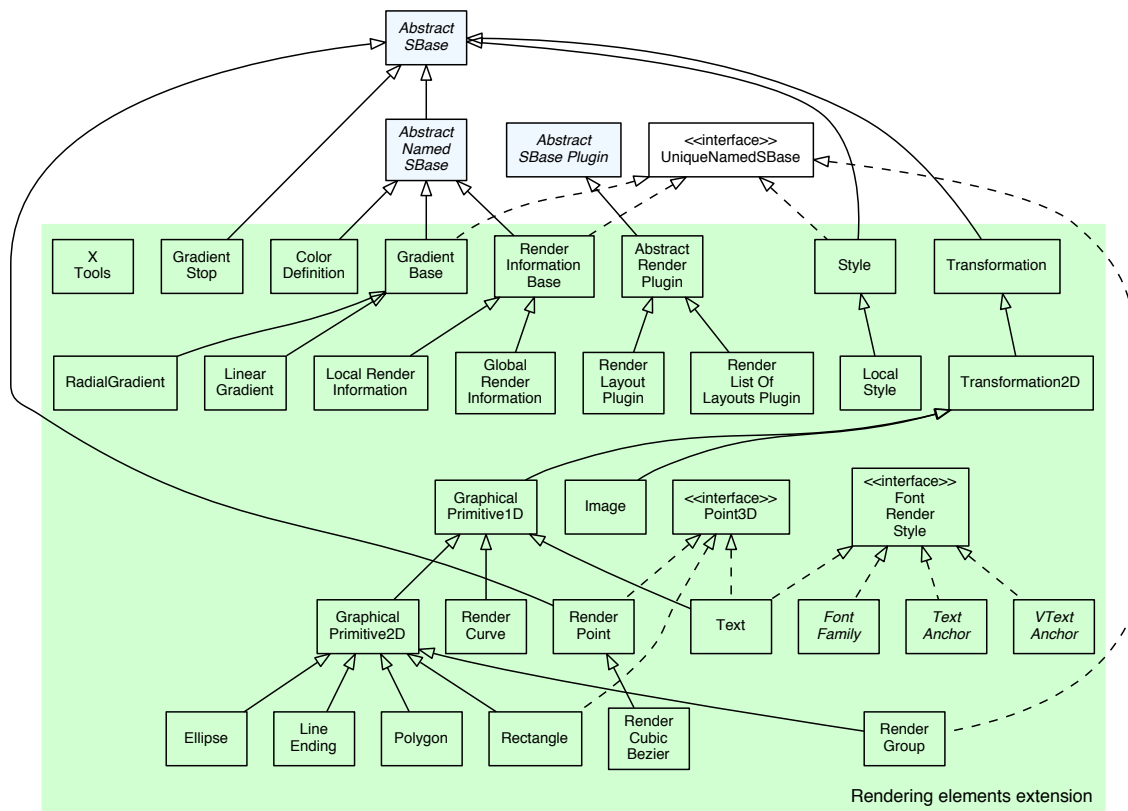 Abstract
SBase
Abstract
Named
SBase
Abstract
SBase Plugin
<<interface>>
UniqueNamedSBase
X
Tools
Gradient
Stop
Color
Definition
Gradient
Base
Render
Information
Base
Abstract
Render
Plugin
Style
Transformation
RadialGradient
Linear
Gradient
Local Render
Information
Global
Render
Information
Render
Layout
Plugin
Render
List Of
Layouts Plugin
Local
Style
Transformation2D
Graphical
Primitive1D
Image
<<interface>>
Point3D
<<interface>>
Font
Render
Style
Graphical
Primitive2D
Render
Curve
Render
Point
Text
Font
Family
Text
Anchor
VText
Anchor
Ellipse
Line
Ending
Polygon
Rectangle
Render
Cubic
Bezier
Render
Group
Rendering elements extension